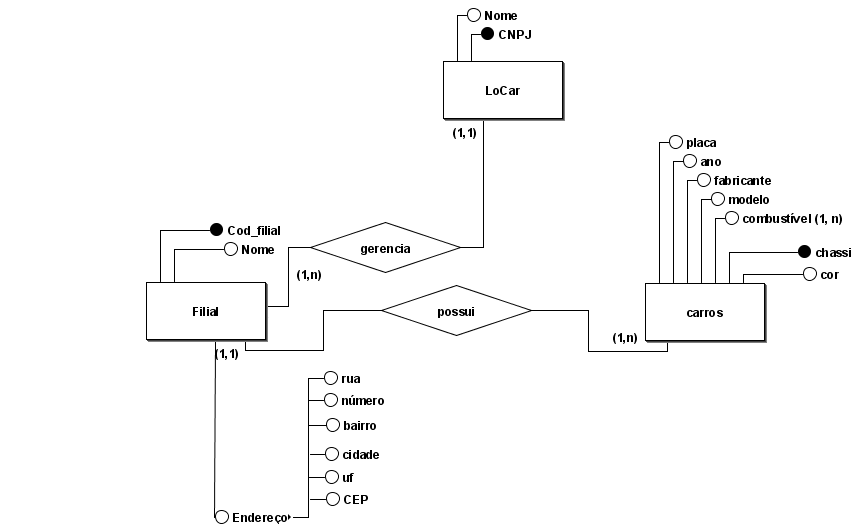 Nome
CNPJ
LoCar
(1,1)
placa
ano
fabricante
modelo
combustível (1, n)
chassi
cor
Cod_filial
Nome
gerencia
(1,n)
Filial
possui
carros
(1,1)
(1,n)
rua
número
bairro
cidade
uf
CEP
Endereço